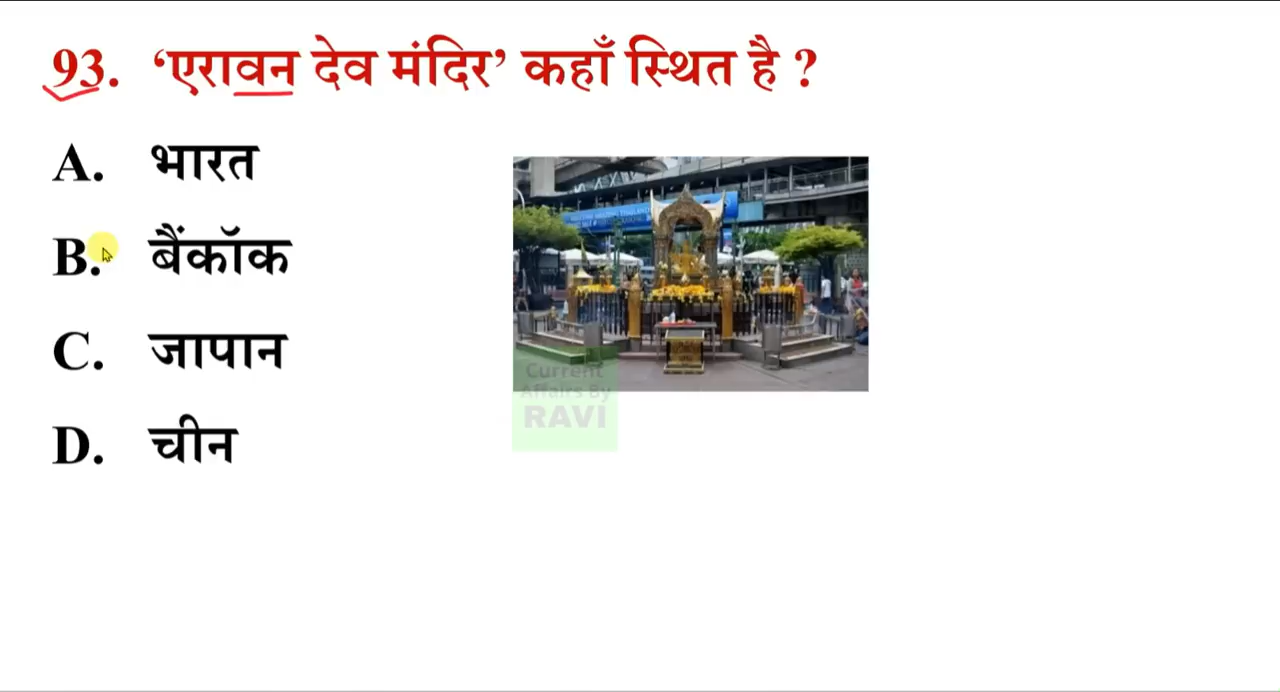 93. ‘एरावन देव मंदिर’ कहाँ स्थित है ?
A. भारत
B. बैंकॉक
C. जापान
D. चीन
Current
Affairs By
RAVI